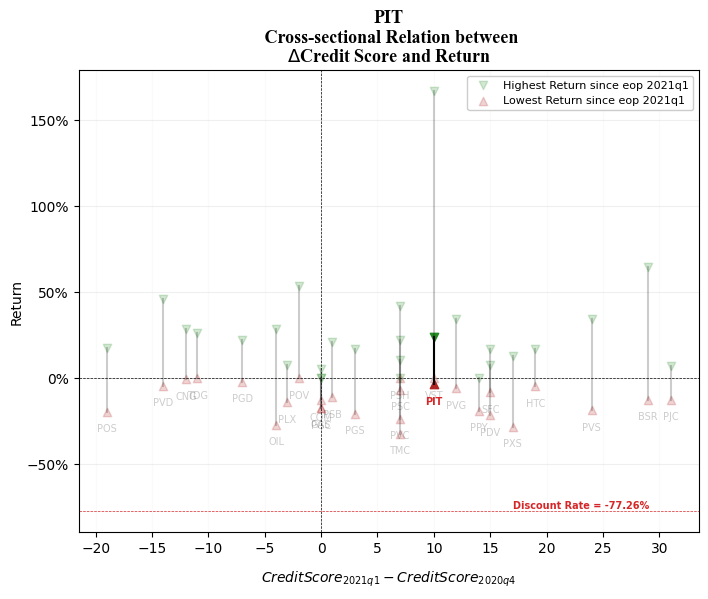 PIT
Cross-sectional Relation between
ΔCredit Score and Return
Highest Return since eop 2021q1
Lowest Return since eop 2021q1
Return
150%
100%
50%
0%
−50%
POS
PVD
CNG
PGD
OIL
PLX
POV
PGS
PSH
PSC
PVC
TMC
PIT
PVG
PPY
PDV
PXS
HTC
PVS
BSR
PJC
Discount Rate = -77.26%
−20 −15 −10 −5 0 5 10 15 20 25 30
CreditScore2021q1 − CreditScore2020q4